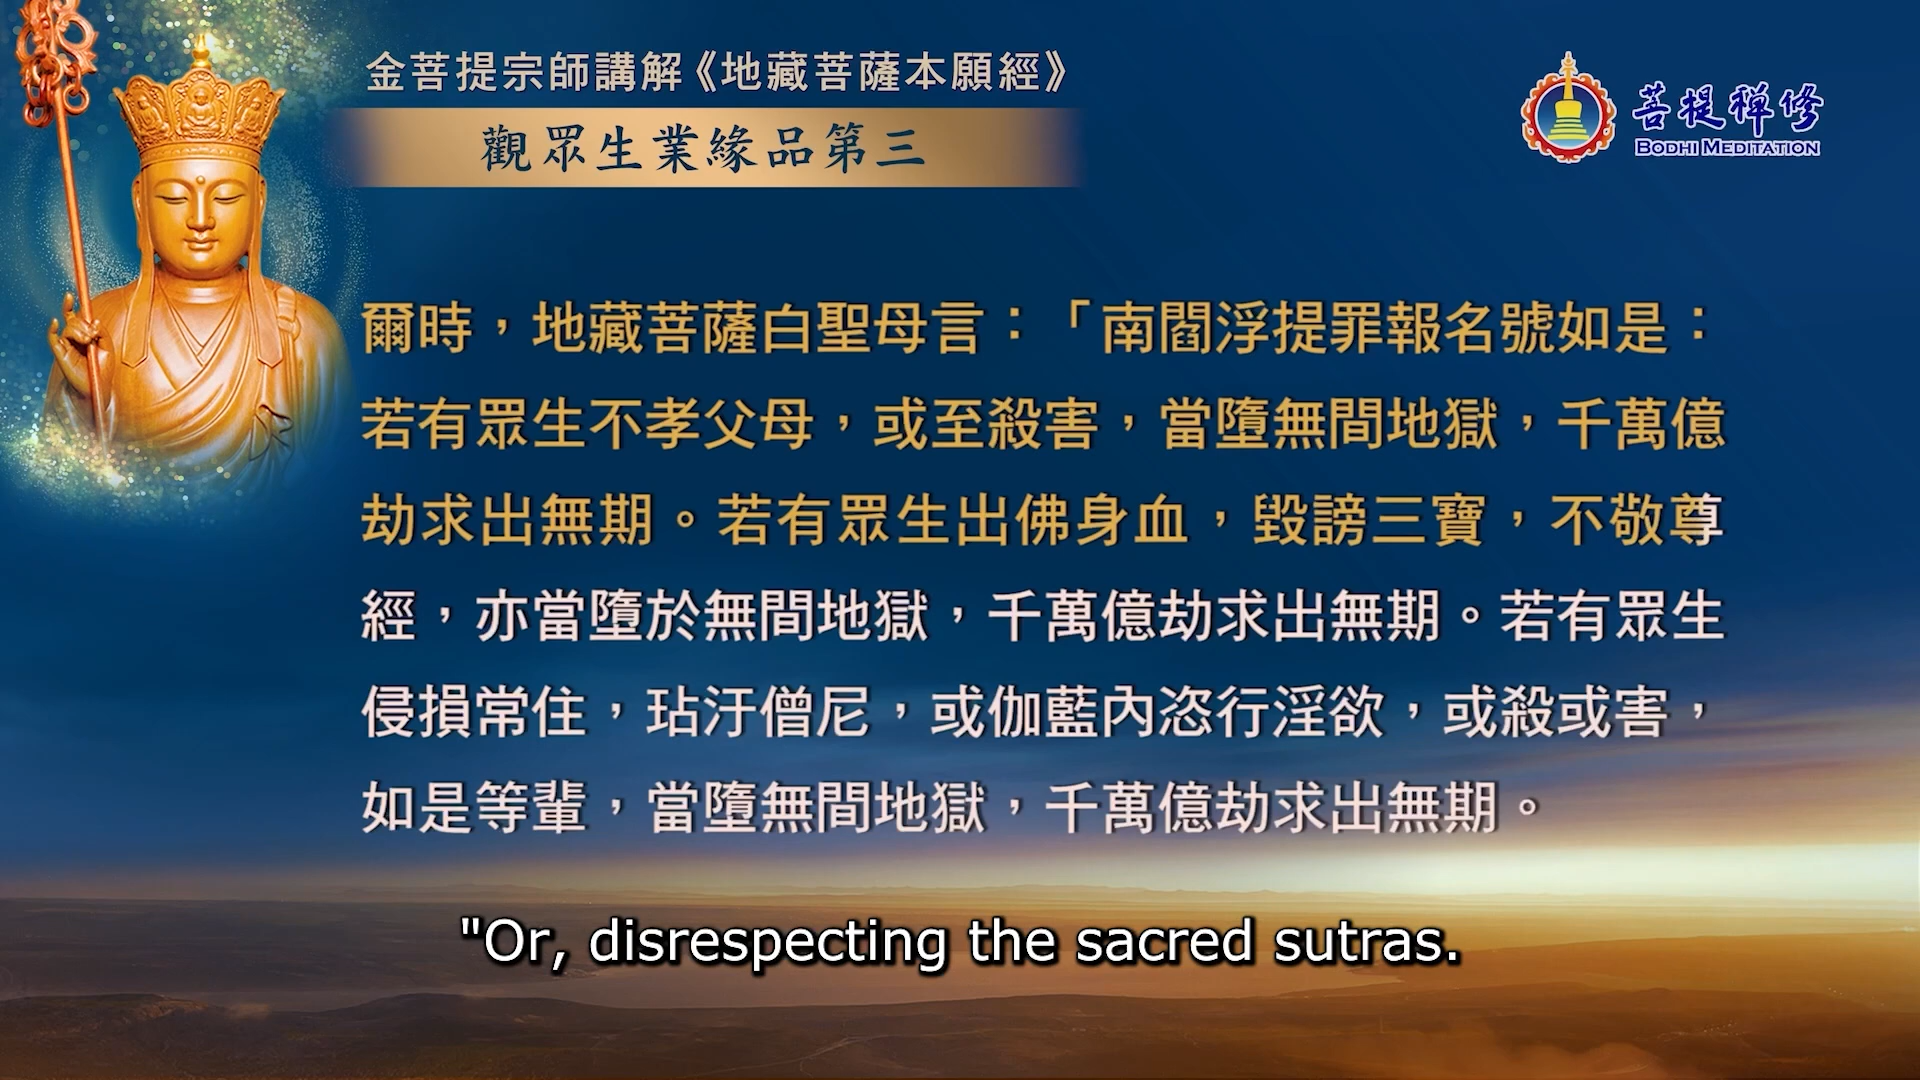 金菩提宗師講解《地藏菩薩本願經》
觀眾生業緣品第三
菩提禪修
BODHI MEDITATION
爾時，地藏菩薩白聖母言：「南閻浮提罪報名號如是：
若有眾生不孝父母，或至殺害，當墮無間地獄，千萬億
劫求出無期。若有眾生出佛身血，毀謗三寶，不敬尊
經，亦當墮於無間地獄，千萬億劫求出無期。若有眾生
侵損常住，玷汙僧尼，或伽藍內恣行淫欲，或殺或害，
如是等輩，當墮無間地獄，千萬億劫求出無期。
"Or, disrespecting the sacred sutras.